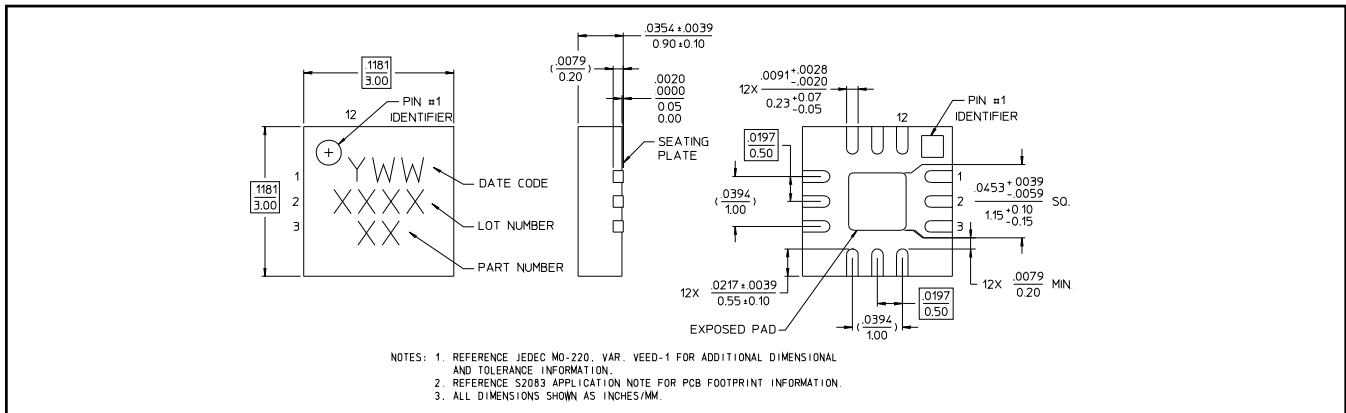 .1181
3.00
12
PIN #1
IDENTIFIER
.1181
3.00
1
2
3
YWW
XXXX
XX
DATE CODE
LOT NUMBER
PART NUMBER
.0354 ±.0039
0.90 ±0.10
( .0079 )
0.20
.0020
.0000
0.05
0.00
SEATING
PLATE
12X .0091 +.0028
-.0020
0.23 +0.07
-0.05
12
PIN #1
IDENTIFIER
.0197
0.50
( .0394 )
1.00
1
2
3
.0453 +.0039
-.0059 SQ.
1.15 +0.10
-0.15
12X .0217 ±.0039
0.55 ±0.10
12X .0079 MIN.
0.20
.0197
0.50
EXPOSED PAD
( .0394 )
1.00
NOTES: 1. REFERENCE JEDEC MO-220, VAR. VEED-1 FOR ADDITIONAL DIMENSIONAL
AND TOLERANCE INFORMATION.
2. REFERENCE S2083 APPLICATION NOTE FOR PCB FOOTPRINT INFORMATION.
3. ALL DIMENSIONS SHOWN AS INCHES/MM.